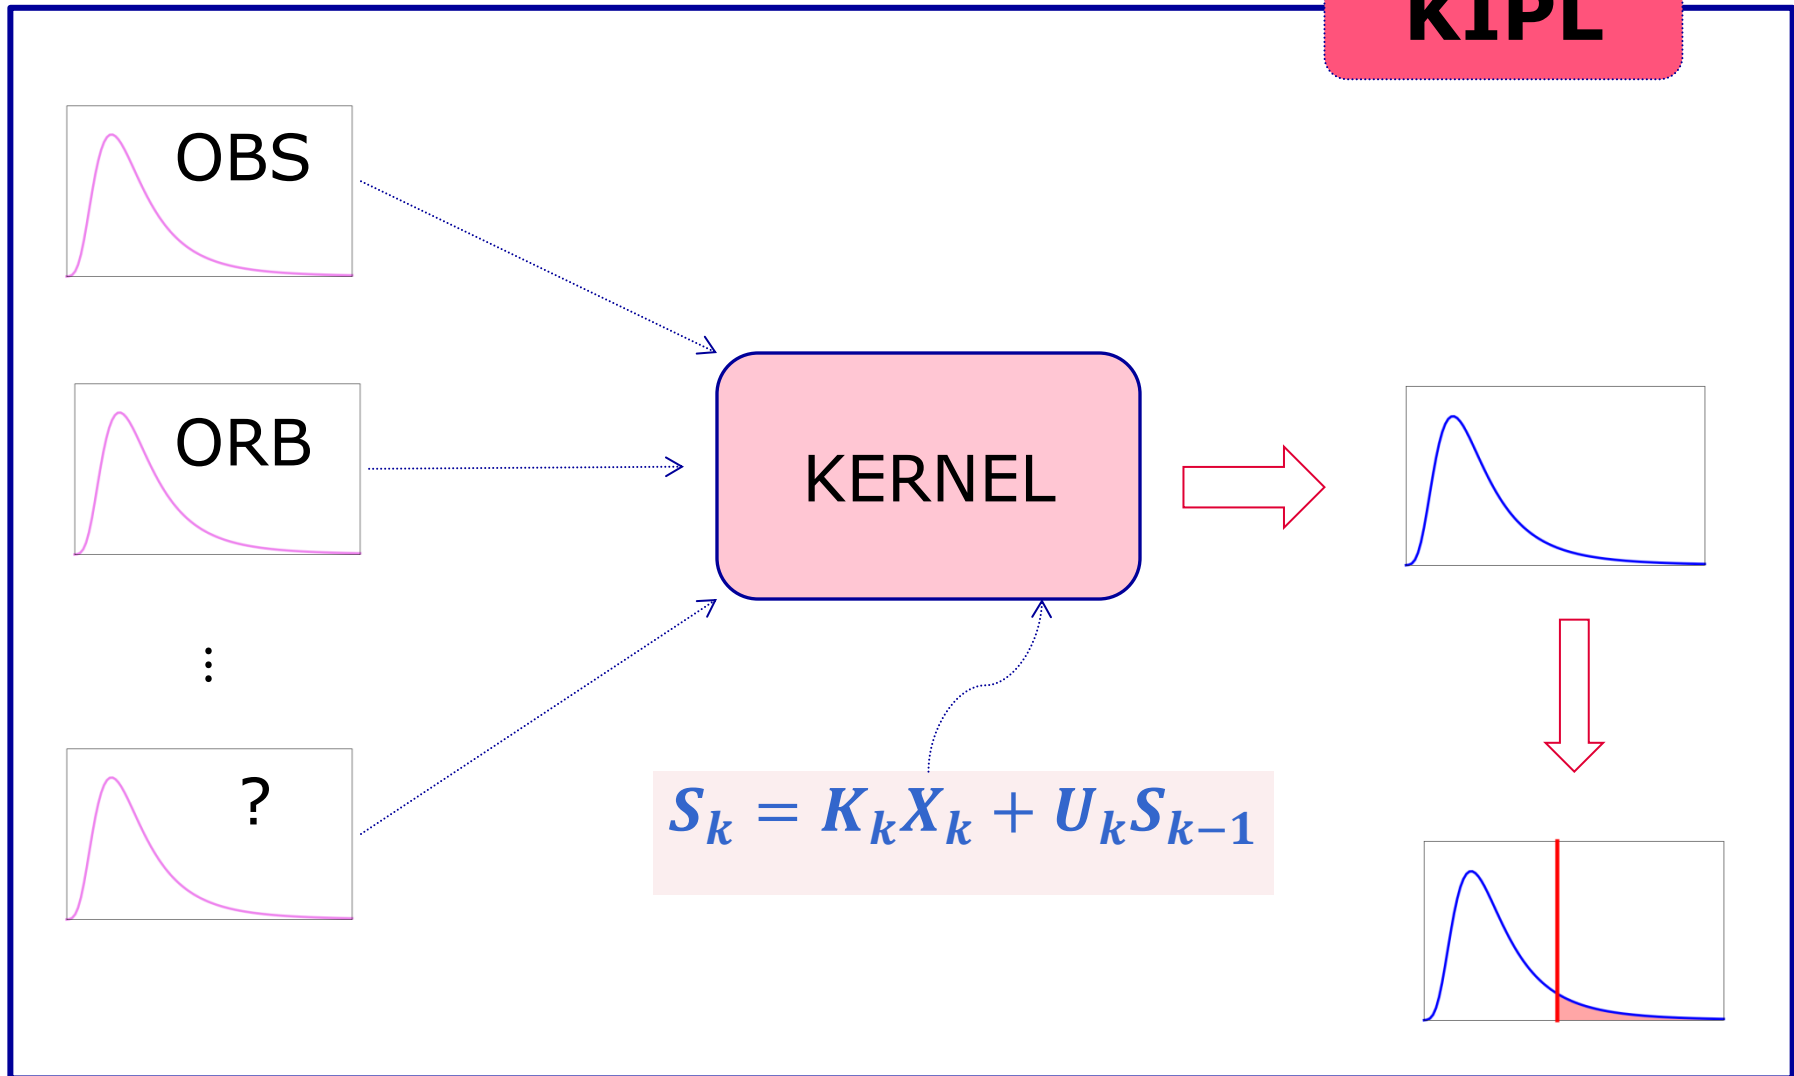 KIPL
OBS
ORB
KERNEL
⋮
?
S_k = K_k X_k + U_k S_{k−1}